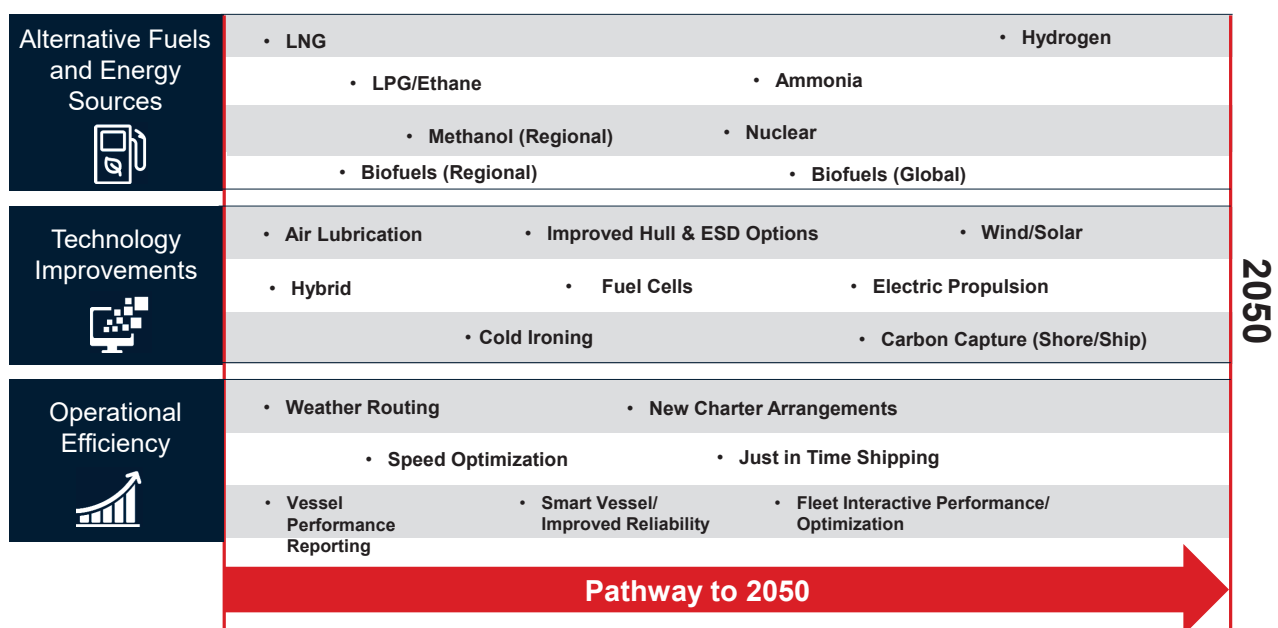 Alternative Fuels
and Energy
Sources
• LNG
• Hydrogen
• LPG/Ethane
• Ammonia
• Methanol (Regional)
• Nuclear
• Biofuels (Regional)
• Biofuels (Global)
Technology
Improvements
• Air Lubrication
• Improved Hull & ESD Options
• Wind/Solar
• Hybrid
• Fuel Cells
• Electric Propulsion
• Cold Ironing
• Carbon Capture (Shore/Ship)
Operational
Efficiency
• Weather Routing
• New Charter Arrangements
• Speed Optimization
• Just in Time Shipping
• Vessel
Performance
Reporting
• Smart Vessel/
Improved Reliability
• Fleet Interactive Performance/
Optimization
Pathway to 2050
2050